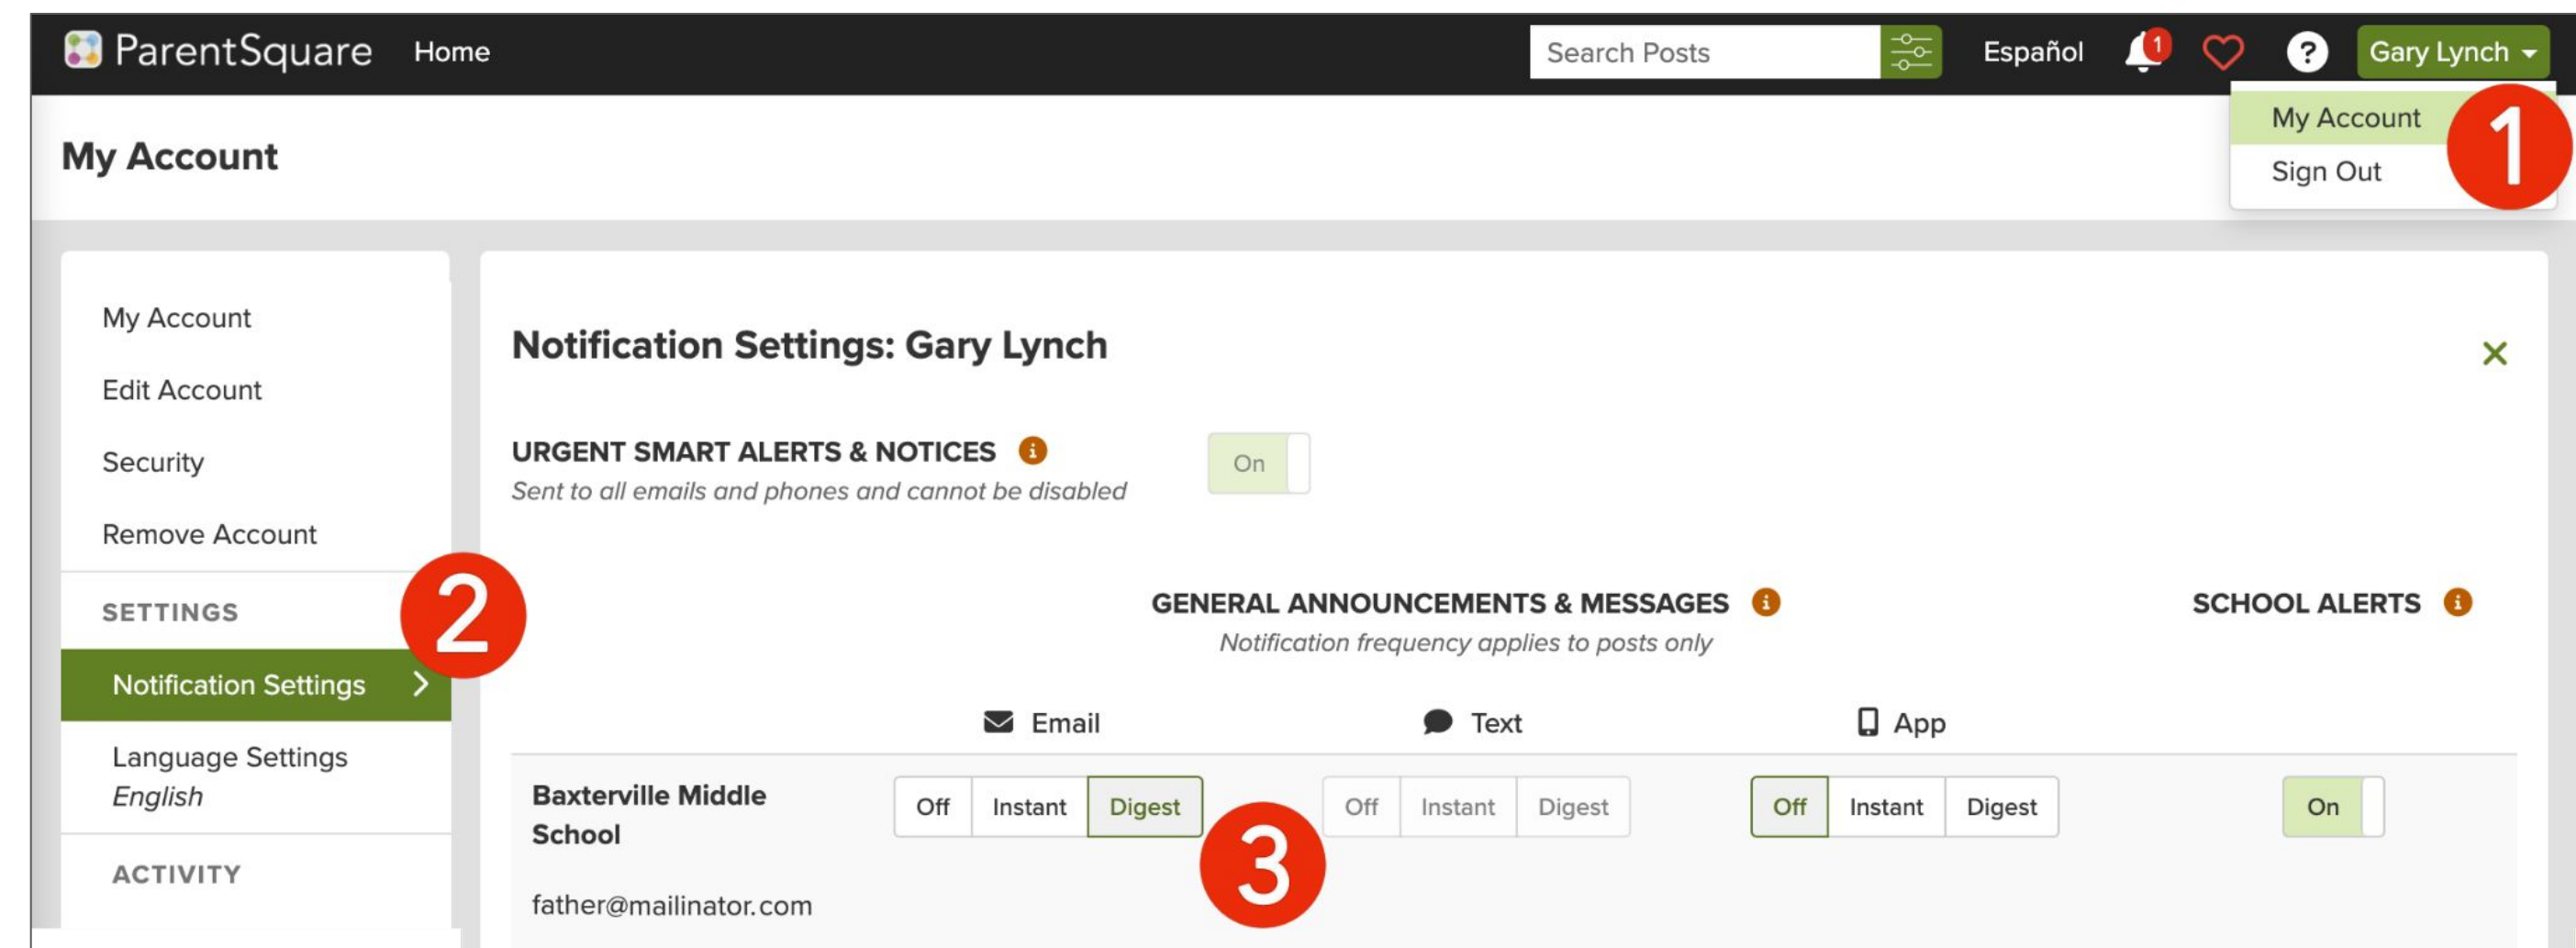 ParentSquare Home Search Posts Español 1 ? Gary Lynch
My Account
Sign Out
1
My Account
My Account
Edit Account
Security
Remove Account
SETTINGS
2
Notification Settings
Language Settings
English
ACTIVITY
Notification Settings: Gary Lynch
URGENT SMART ALERTS & NOTICES i On
Sent to all emails and phones and cannot be disabled
GENERAL ANNOUNCEMENTS & MESSAGES i SCHOOL ALERTS i
Notification frequency applies to posts only
Email Text App
Baxterville Middle
School
Off Instant Digest Off Instant Digest Off Instant Digest On
3
father@mailinator.com